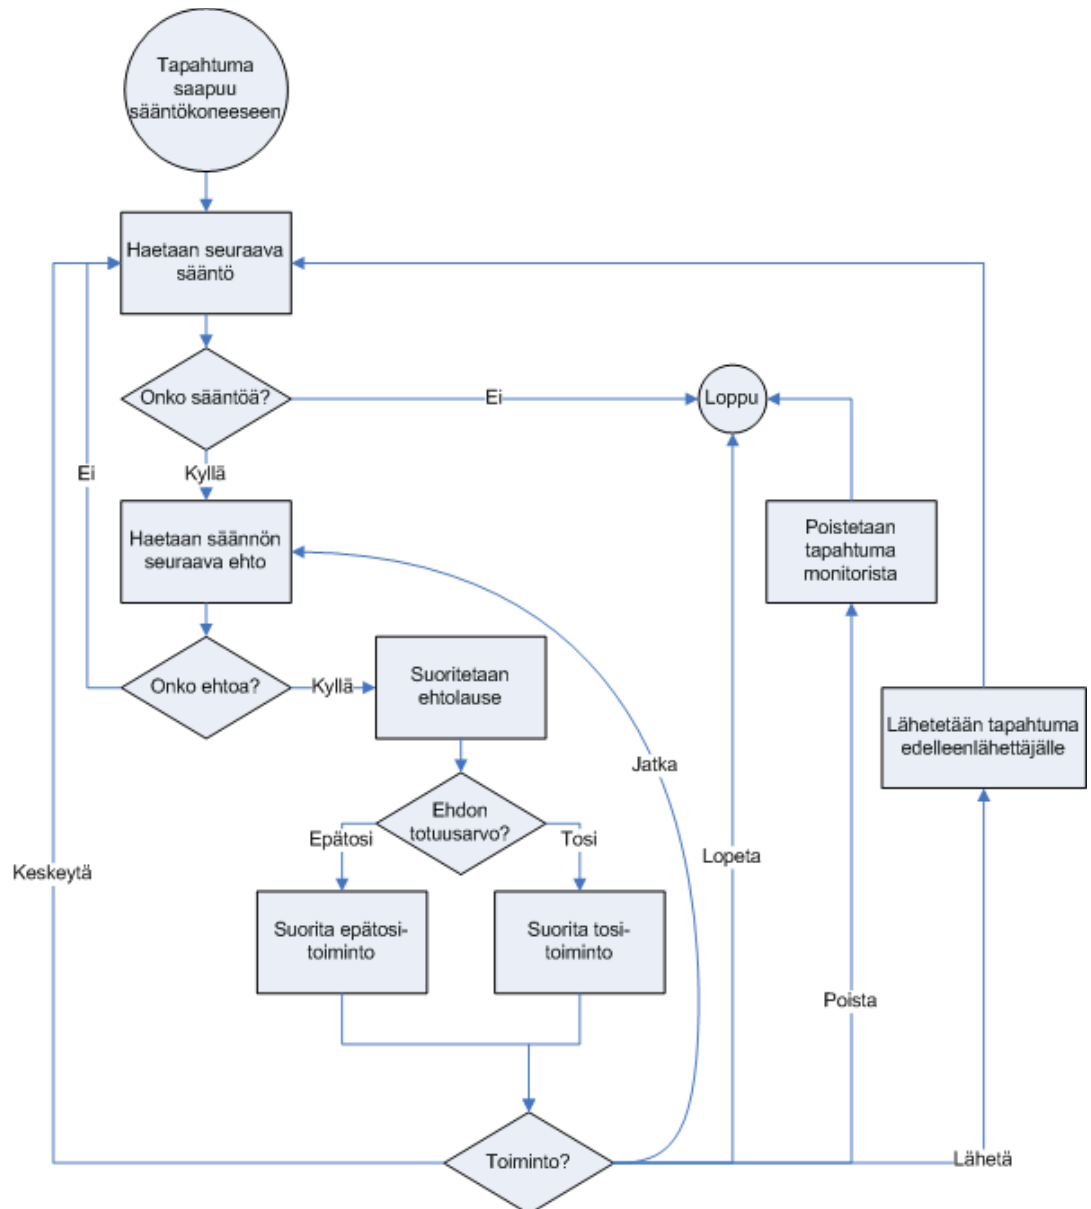 Tapahtuma
saapuu
sääntökoneeseen
Haetaan seuraava
sääntö
Onko sääntöä?
Ei
Loppu
Ei
Kyllä
Haetaan säännön
seuraava ehto
Poistetaan
tapahtuma
monitorista
Onko ehtoa?
Kyllä
Suoritetaan
ehtolause
Lähetetään tapahtuma
edelleenlähettäjälle
Jatka
Ehdon
totuusarvo?
Epätosi
Tosi
Lopeta
Keskeytä
Suorita epätosi-
toiminto
Suorita tosi-
toiminto
Poista
Toiminto?
Lähetä